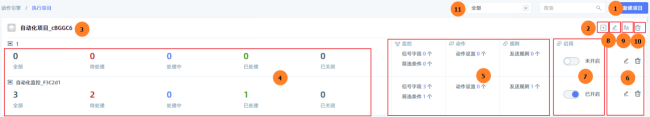 动作引擎 / 执行项目
11 全部 搜索 1 新建项目
自动化项目_cBGGC6 3 2 8 9 10
1 类型 动作 规则 启用
0 0 0 0 0
全部 待处理 处理中 已处理 已关闭
信号字段 0 个 动作设置 0 个 发送规则 0 个 未开启
筛选条件 0 个
4 5 7 6
自动化监控_F3C2d1
3 2 0 1 0
全部 待处理 处理中 已处理 已关闭
信号字段 3 个 动作设置 0 个 发送规则 1 个 已开启
筛选条件 1 个